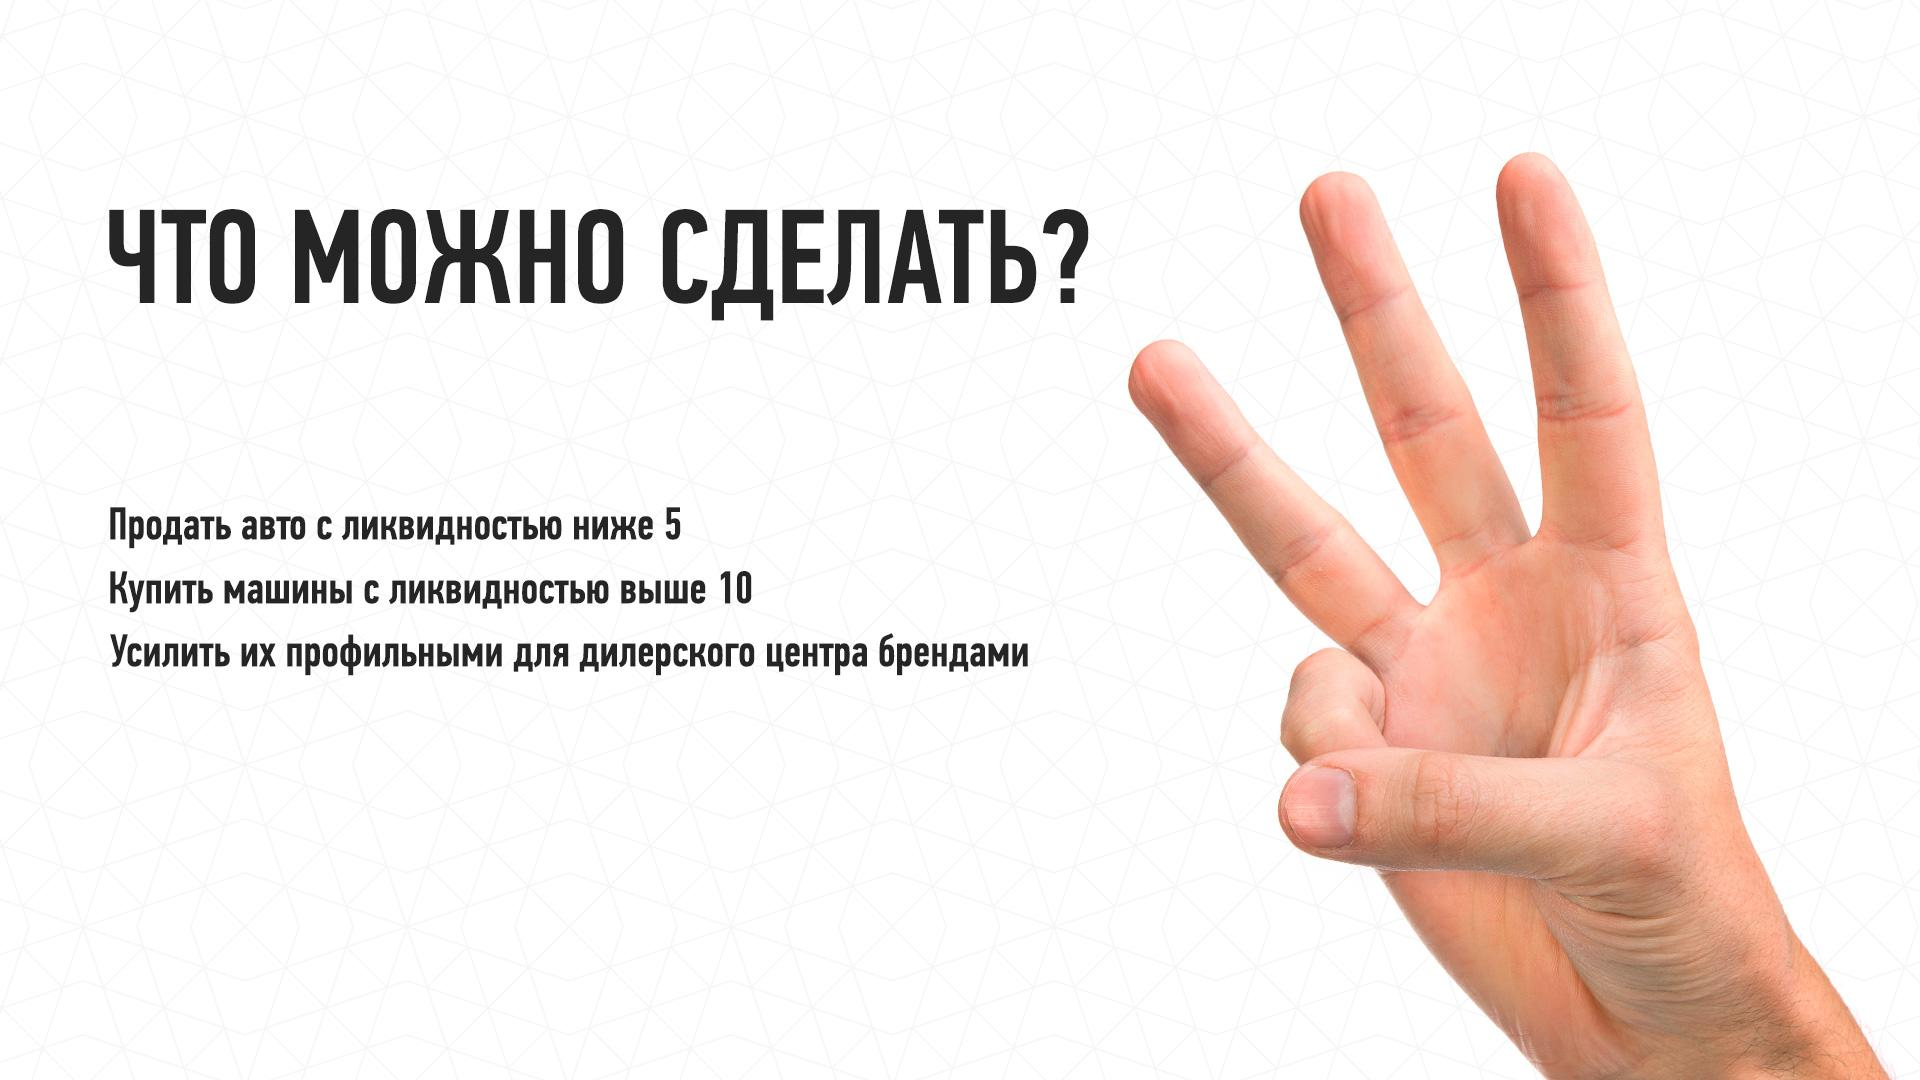 ЧТО МОЖНО СДЕЛАТЬ?
Продать авто с ликвидностью ниже 5
Купить машины с ликвидностью выше 10
Усилить их профильными для дилерского центра брендами